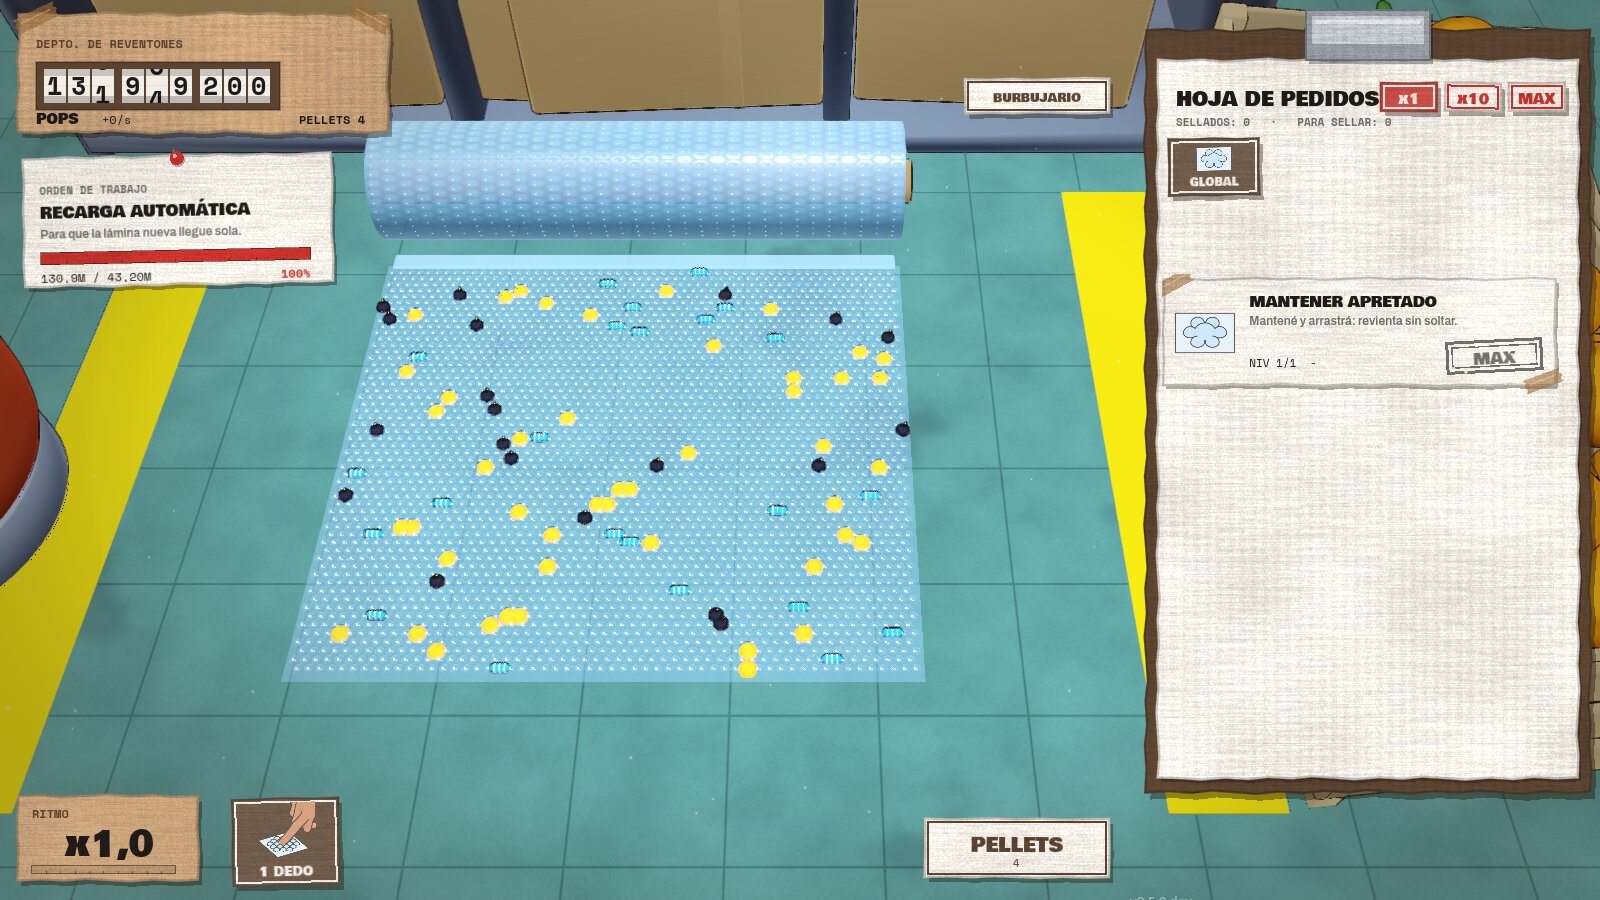 DEPTO. DE REVENTONES
POPS +0/s PELLETS 4
ORDEN DE TRABAJO
RECARGA AUTOMÁTICA
Para que la lámina nueva llegue sola.
130.9M / 43.20M 100%
BURBUJARIO
HOJA DE PEDIDOS x1 x10 MAX
SELLADOS: 0 · PARA SELLAR: 0
GLOBAL
MANTENER APRETADO
Mantené y arrastrá: revienta sin soltar.
NIV 1/1 - MAX
RITMO
x1,0
1 DEDO
PELLETS
4